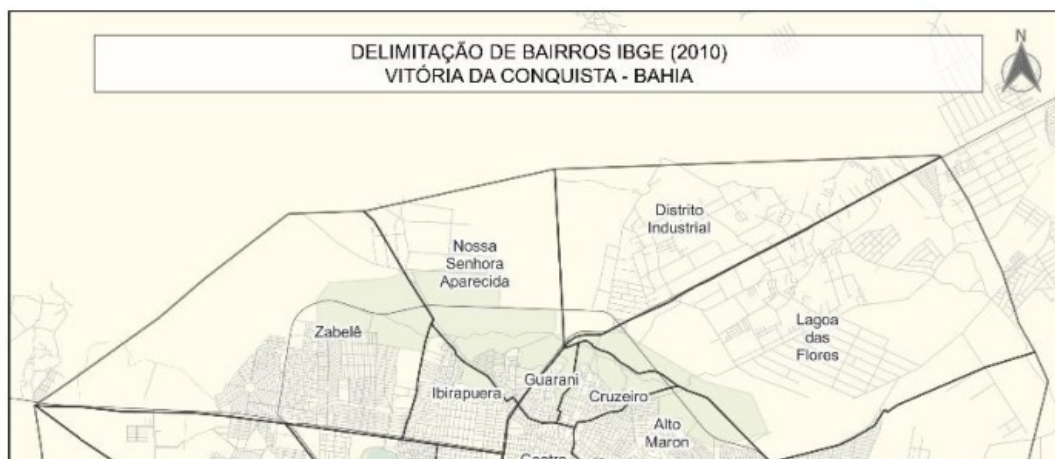 DELIMITAÇÃO DE BAIRROS IBGE (2010)
VITÓRIA DA CONQUISTA - BAHIA
N
Distrito
Industrial
Nossa
Senhora
Aparecida
Zabelê
Lagoa
das
Flores
Guarani
Ibirapuera
Cruzeiro
Alto
Maron
Centro